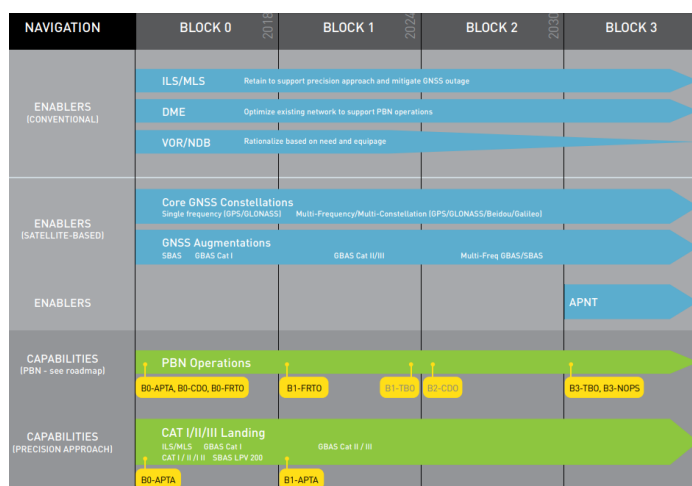 NAVIGATION BLOCK 0 2018 BLOCK 1 2024 BLOCK 2 2030 BLOCK 3
ENABLERS
(CONVENTIONAL)
ILS/MLS Retain to support precision approach and mitigate GNSS outage
DME Optimize existing network to support PBN operations
VOR/NDB Rationalize based on need and equipage
ENABLERS
(SATELLITE-BASED)
Core GNSS Constellations
Single frequency (GPS/GLONASS) Multi-Frequency/Multi-Constellation (GPS/GLONASS/Beidou/Galileo)
GNSS Augmentations
SBAS GBAS Cat I GBAS Cat II/III Multi-Freq GBAS/SBAS
ENABLERS
APNT
CAPABILITIES
(PBN - see roadmap)
PBN Operations
B0-APTA, B0-CDO, B0-FRTO B1-FRTO B1-TBO B2-CDO B3-TBO, B3-NOPS
CAPABILITIES
(PRECISION APPROACH)
CAT I/II/III Landing
ILS/MLS GBAS Cat I GBAS Cat II / III
CAT I / II /I II SBAS LPV 200
B0-APTA B1-APTA